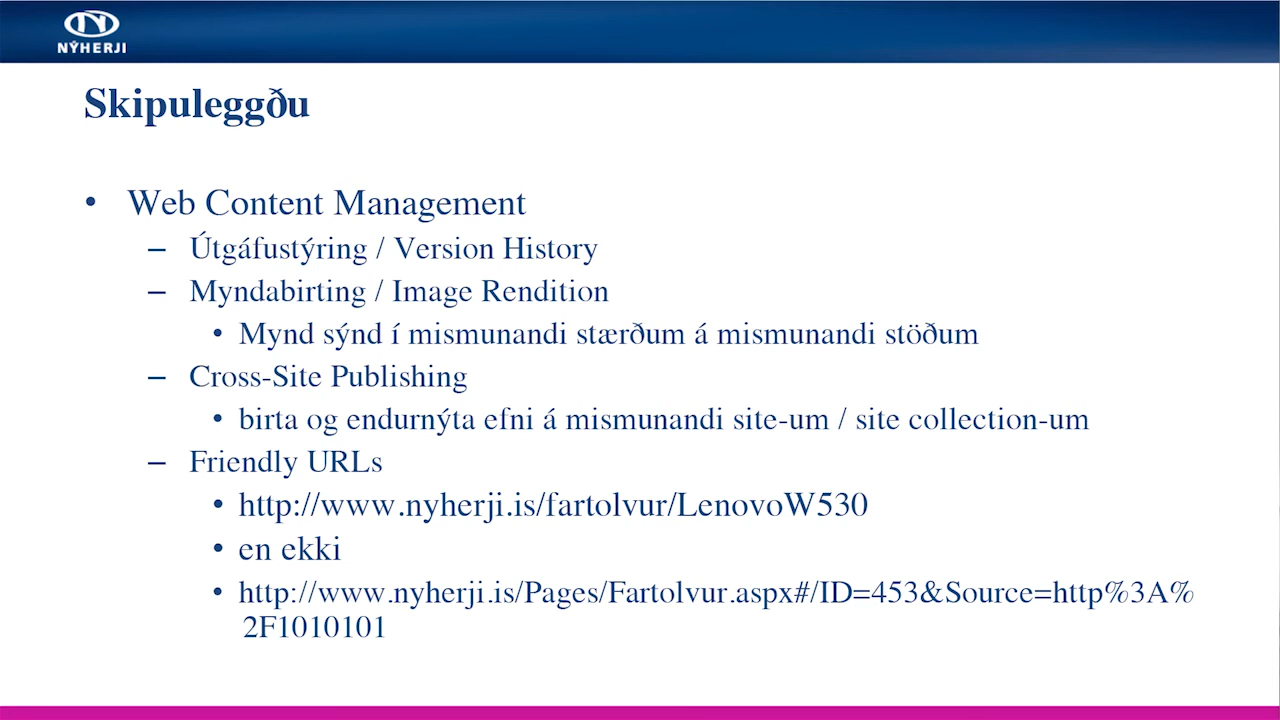 NÝHERJI
Skipuleggðu
• Web Content Management
– Útgáfustýring / Version History
– Myndabirting / Image Rendition
• Mynd sýnd í mismunandi stærðum á mismunandi stöðum
– Cross-Site Publishing
• birta og endurnýta efni á mismunandi site-um / site collection-um
– Friendly URLs
• http://www.nyherji.is/fartolvur/LenovoW530
• en ekki
• http://www.nyherji.is/Pages/Fartolvur.aspx#/ID=453&Source=http%3A%
2F1010101